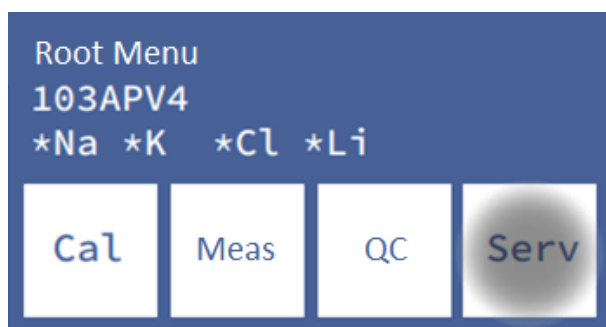 Root Menu
103APV4
*Na *K *Cl *Li
Cal Meas QC Serv